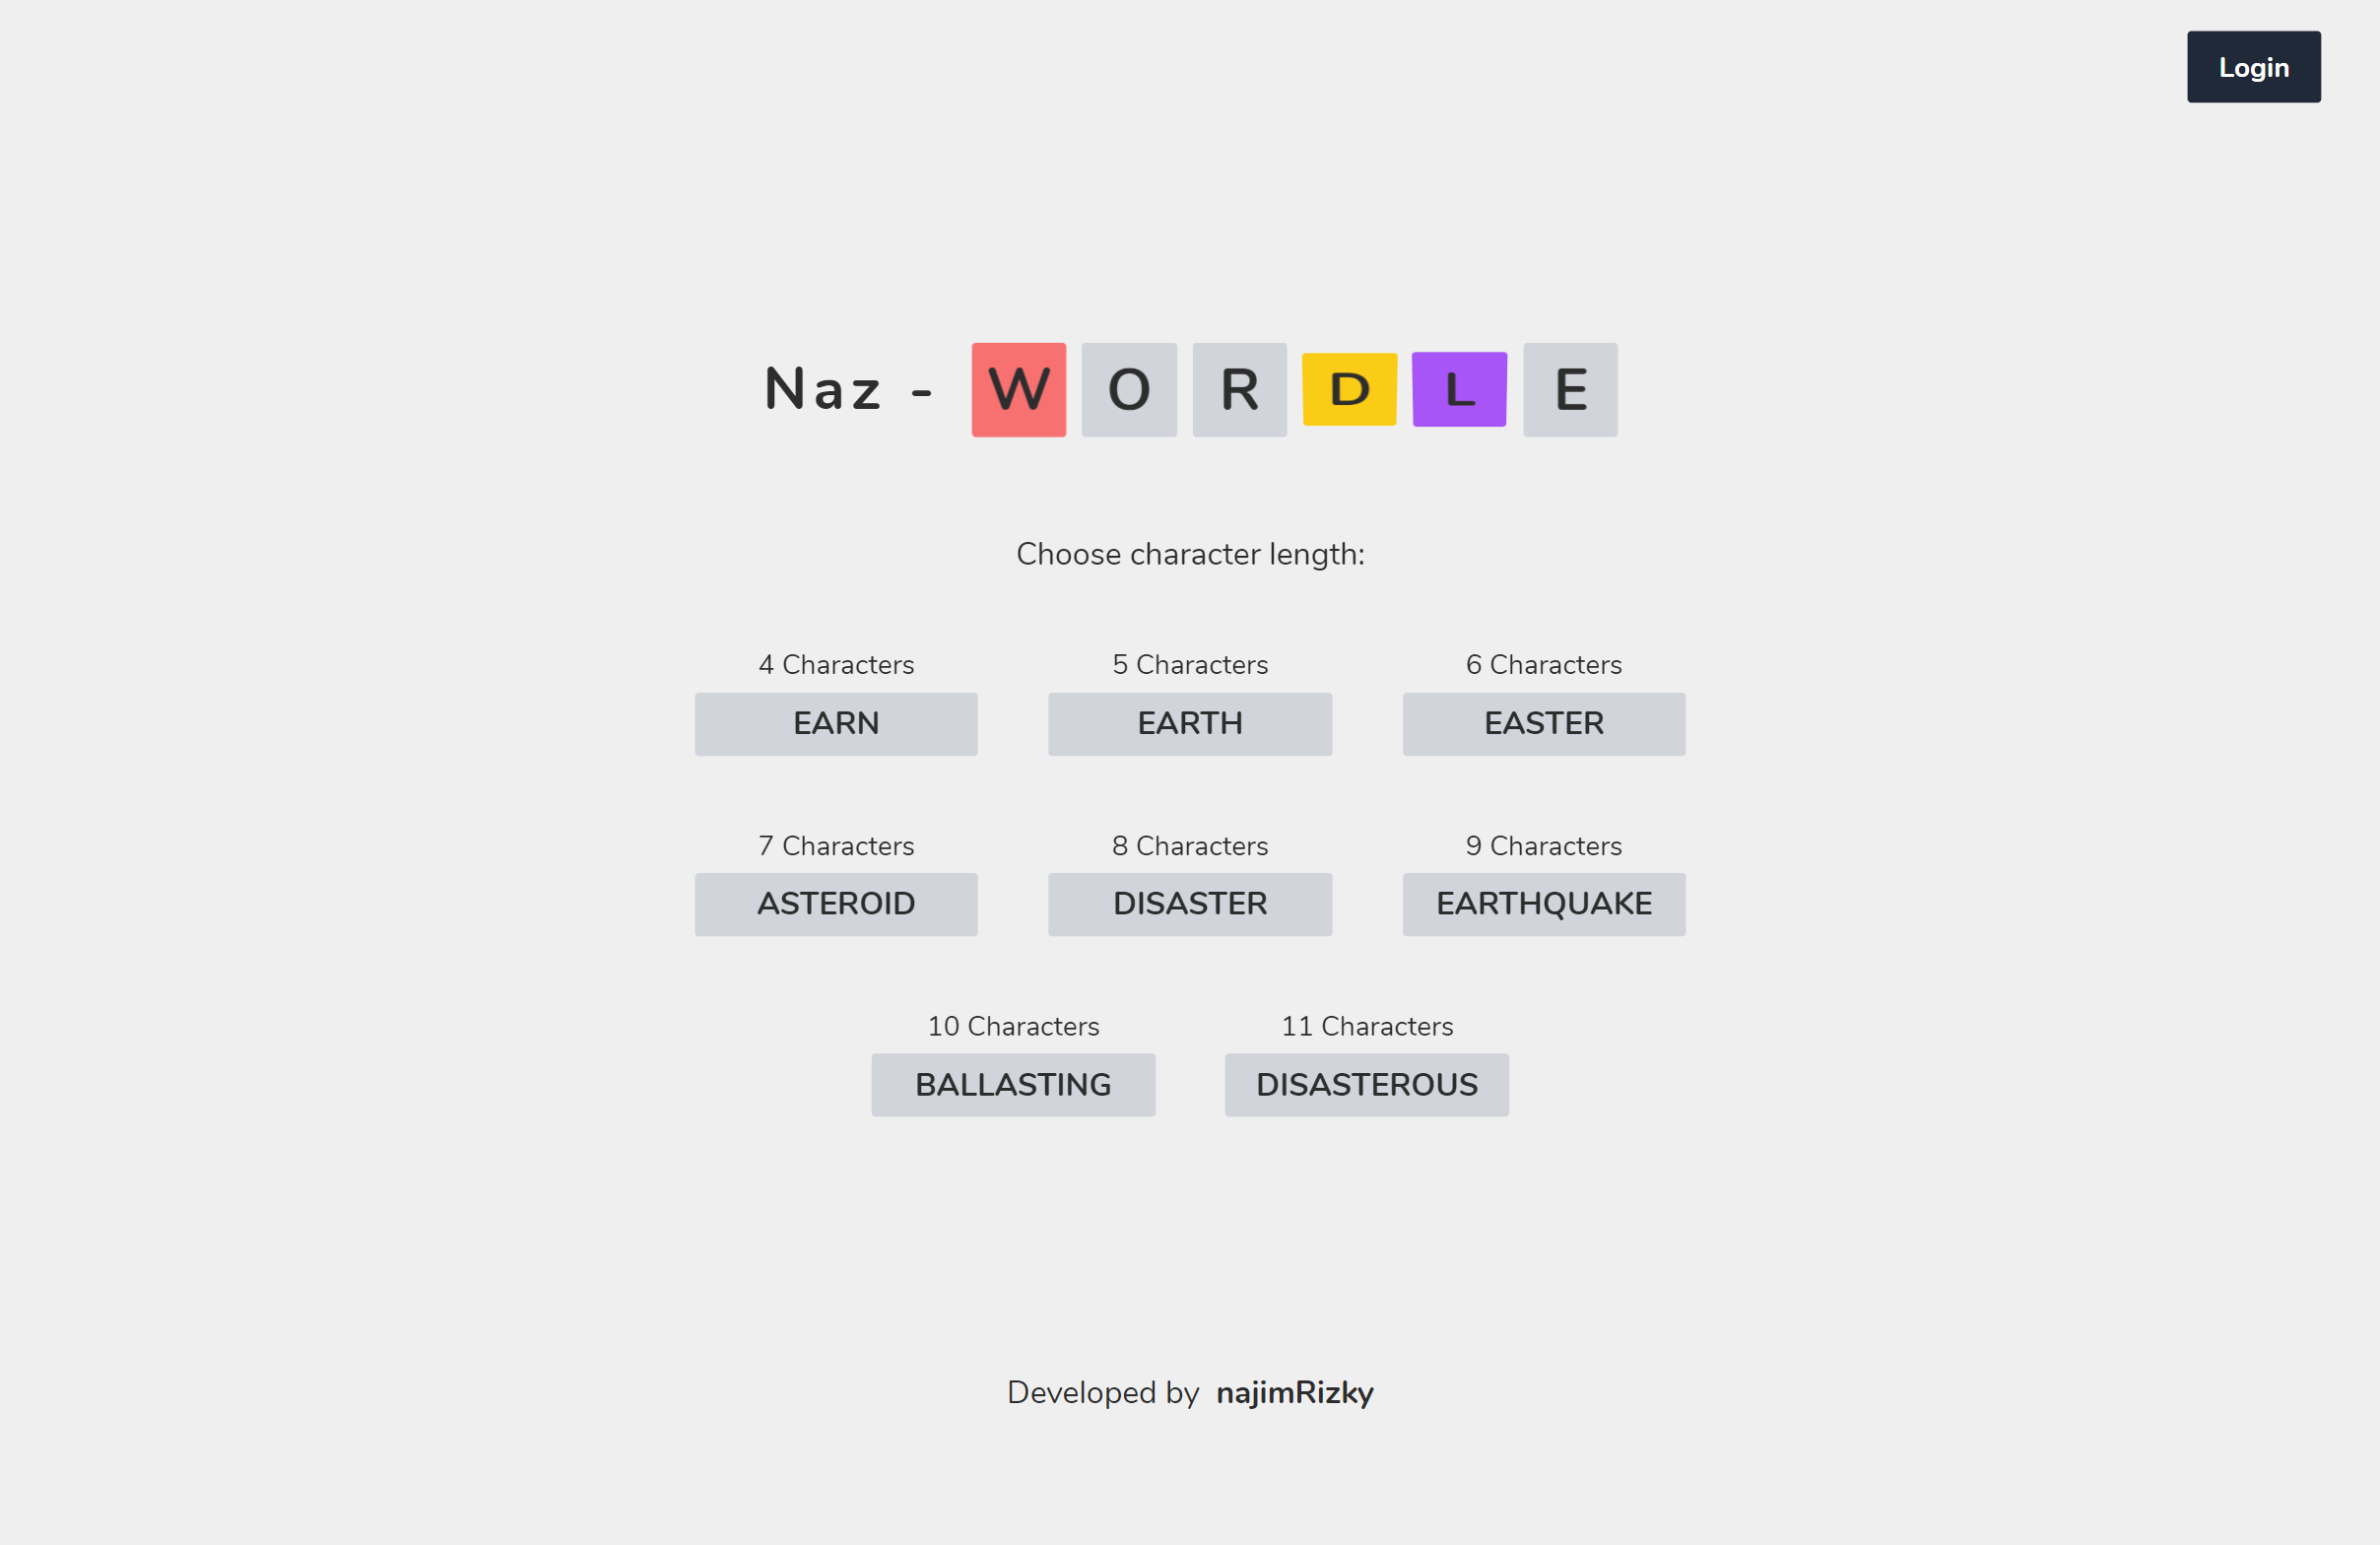 Login
Naz - WORDLE
Choose character length:
4 Characters 5 Characters 6 Characters
EARN EARTH EASTER
7 Characters 8 Characters 9 Characters
ASTEROID DISASTER EARTHQUAKE
10 Characters 11 Characters
BALLASTING DISASTEROUS
Developed by najimRizky